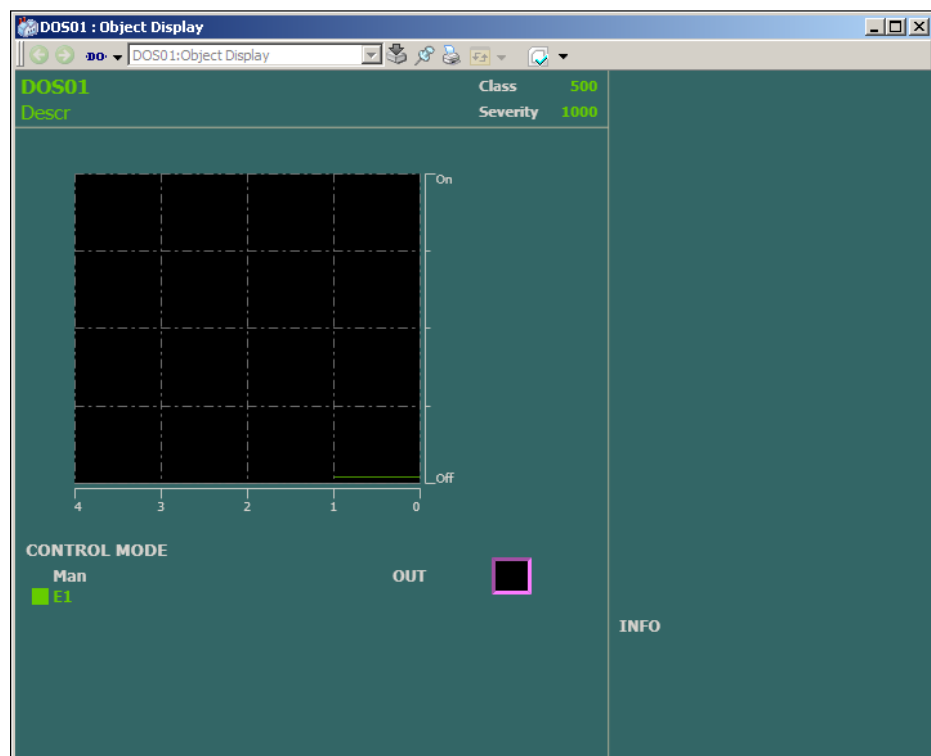 DOS01 : Object Display
DO DOS01:Object Display
DOS01 Class 500
Descr Severity 1000
On
Off
4 3 2 1 0
CONTROL MODE
Man OUT
E1
INFO